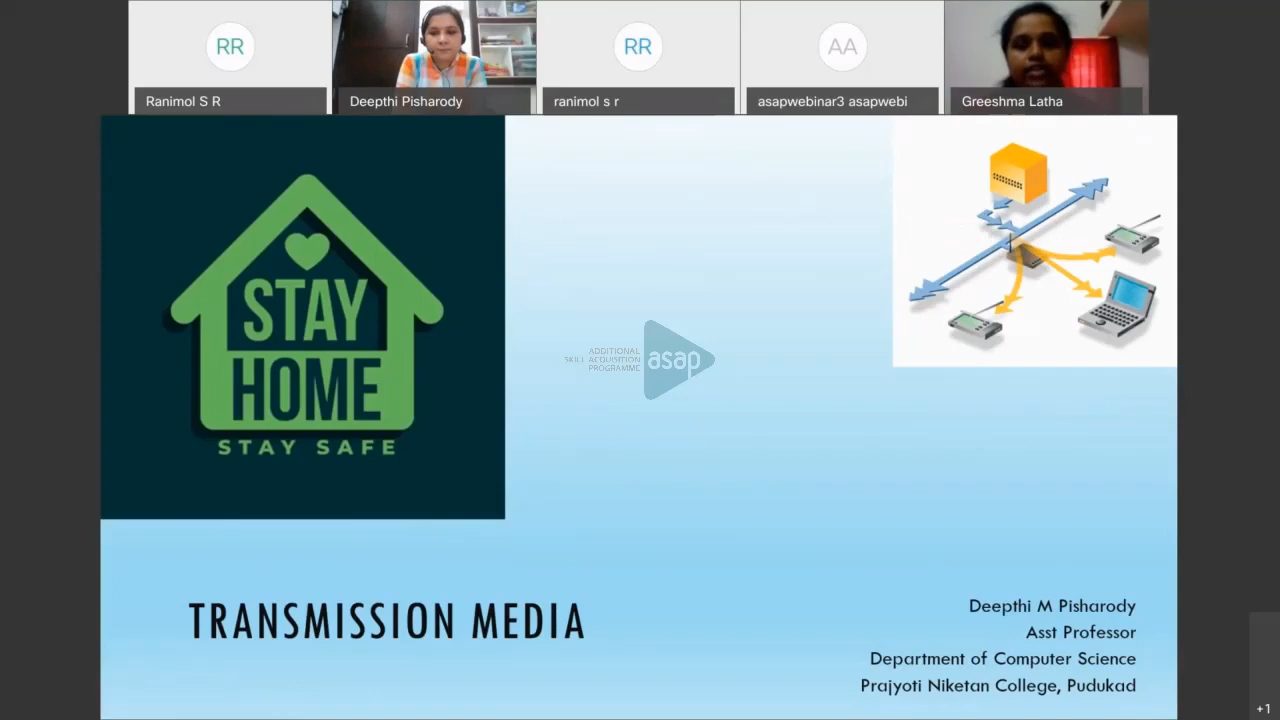 RR
RR
AA
Ranimol S R
Deepthi Pisharody
ranimol s r
asapwebinar3 asapwebi
Greeshma Latha
STAY
HOME
STAY SAFE
ADDITIONAL
SKILL ACQUISITION
PROGRAMME
asap
TRANSMISSION MEDIA
Deepthi M Pisharody
Asst Professor
Department of Computer Science
Prajyoti Niketan College, Pudukad
+1